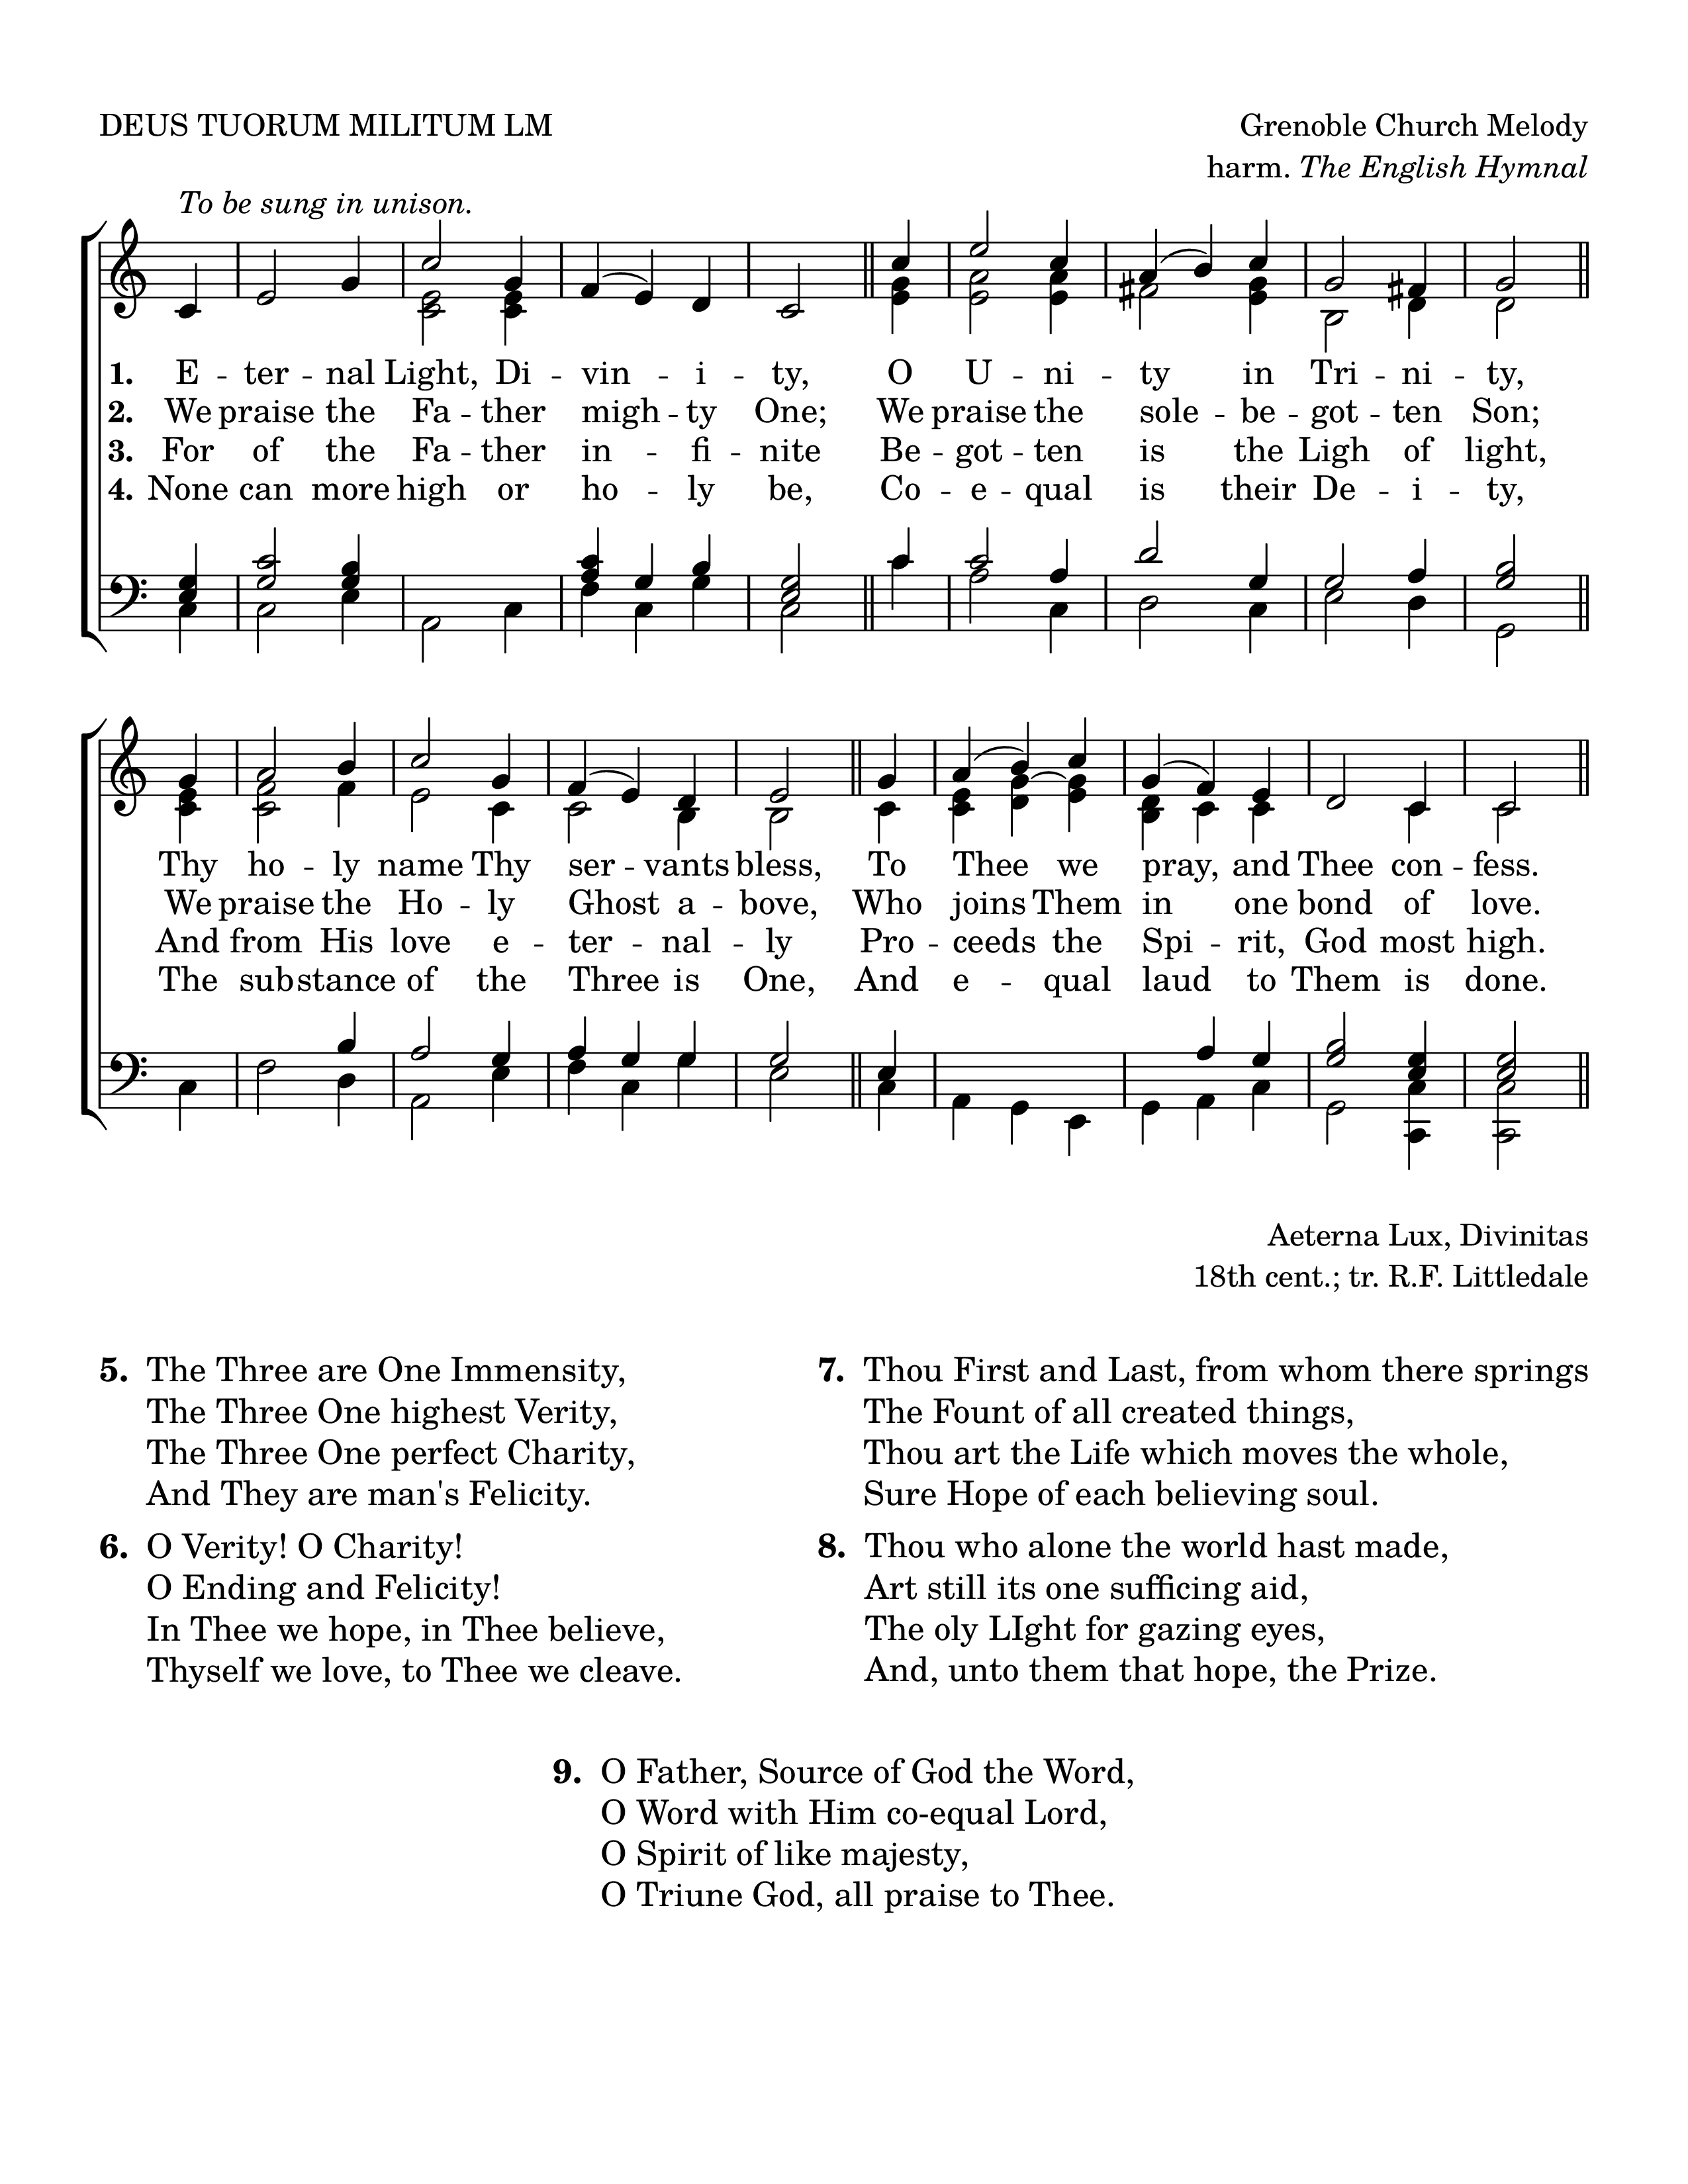 DEUS TUORUM MILITUM LM
Grenoble Church Melody
harm. The English Hymnal
To be sung in unison.
1. E -- ter -- nal Light, Di -- vin -- i -- ty, O U -- ni -- ty in Tri -- ni -- ty,
2. We praise the Fa -- ther migh -- ty One; We praise the sole -- be -- got -- ten Son;
3. For of the Fa -- ther in -- fi -- nite Be -- got -- ten is the Ligh of light,
4. None can more high or ho -- ly be, Co -- e -- qual is their De -- i -- ty,
Thy ho -- ly name Thy ser -- vants bless, To Thee we pray, and Thee con -- fess.
We praise the Ho -- ly Ghost a -- bove, Who joins Them in one bond of love.
And from His love e -- ter -- nal -- ly Pro -- ceeds the Spi -- rit, God most high.
The sub -- stance of the Three is One, And e -- qual laud to Them is done.
Aeterna Lux, Divinitas
18th cent.; tr. R.F. Littledale
5. The Three are One Immensity,
The Three One highest Verity,
The Three One perfect Charity,
And They are man's Felicity.
6. O Verity! O Charity!
O Ending and Felicity!
In Thee we hope, in Thee believe,
Thyself we love, to Thee we cleave.
7. Thou First and Last, from whom there springs
The Fount of all created things,
Thou art the Life which moves the whole,
Sure Hope of each believing soul.
8. Thou who alone the world hast made,
Art still its one sufficing aid,
The oly LIght for gazing eyes,
And, unto them that hope, the Prize.
9. O Father, Source of God the Word,
O Word with Him co-equal Lord,
O Spirit of like majesty,
O Triune God, all praise to Thee.